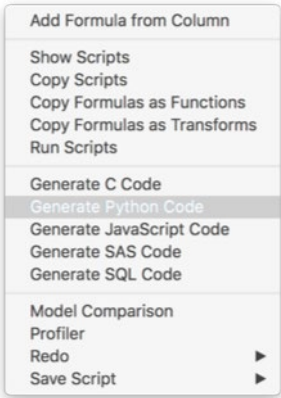 Add Formula from Column
Show Scripts
Copy Scripts
Copy Formulas as Functions
Copy Formulas as Transforms
Run Scripts
Generate C Code
Generate Python Code
Generate JavaScript Code
Generate SAS Code
Generate SQL Code
Model Comparison
Profiler
Redo
Save Script